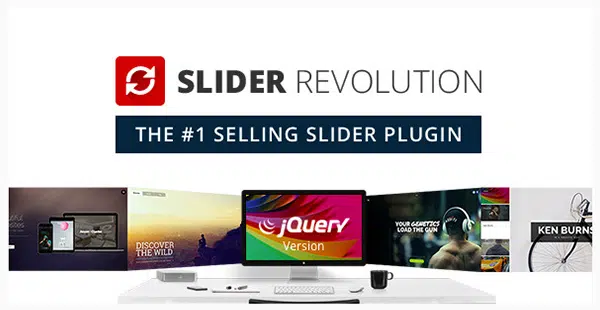 SLIDER REVOLUTION
THE #1 SELLING SLIDER PLUGIN
DISCOVER
THE WILD
jQuery
Version
YOUR GENETICS
LOAD THE GUN
KEN BURNS